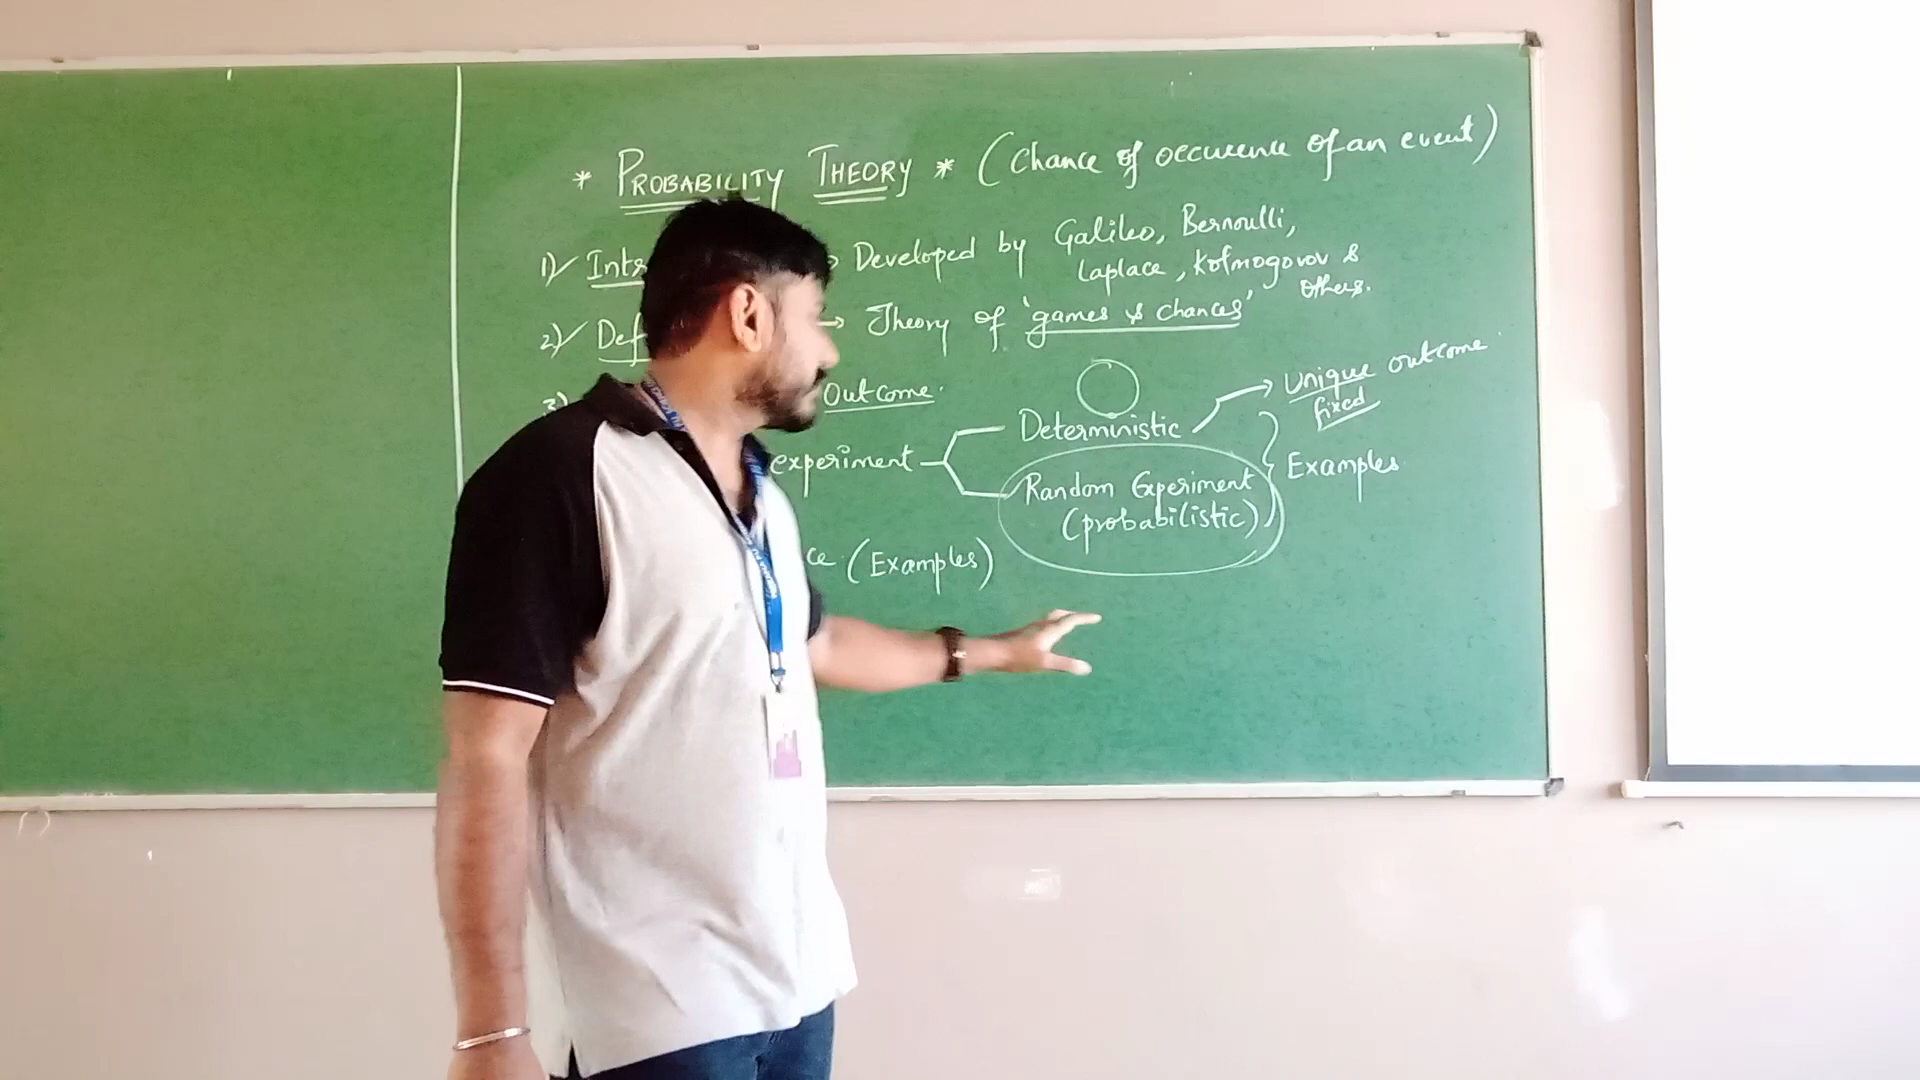 * PROBABILITY THEORY * (Chance of occurence of an event)
1) Developed by Galileo, Bernoulli,
Laplace, Kolmogorov &
Others.
2) Def → Theory of 'games & chances'
3) Outcome.
experiment
Deterministic → Unique outcome
fixed
Random Experiment
(probabilistic)
Examples
(Examples)